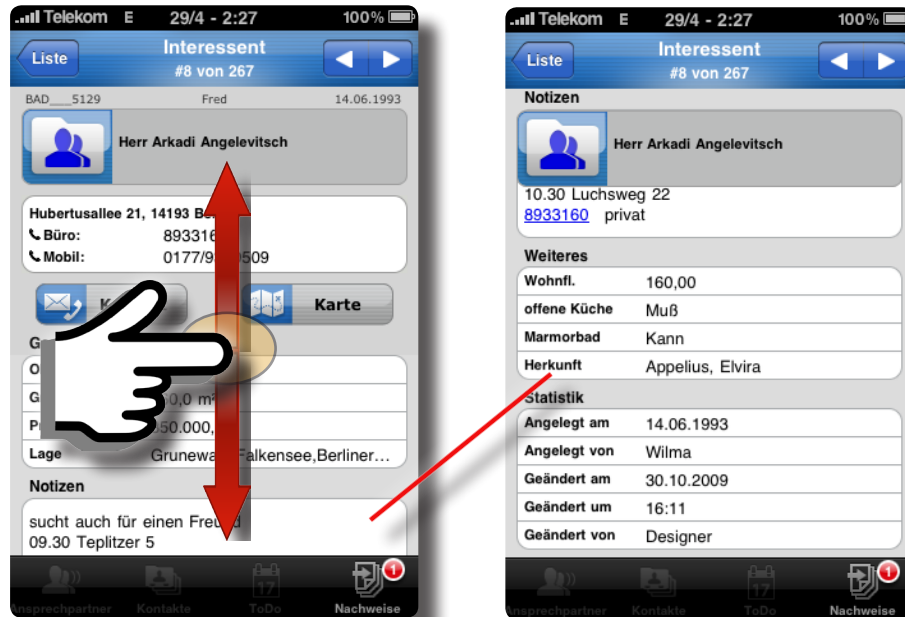 Telekom E 29/4 - 2:27 100%
Liste
Interessent
#8 von 267
BAD___5129 Fred 14.06.1993
Herr Arkadi Angelevitsch
Hubertusallee 21, 14193
Büro: 893316
Mobil: 0177/9 509
Karte
Lage Grunewa Falkensee,Berliner…
Notizen
sucht auch für einen
09.30 Teplitzer 5
Ansprechpartner Kontakte ToDo Nachweise
17
1
Telekom E 29/4 - 2:27 100%
Liste
Interessent
#8 von 267
Notizen
Herr Arkadi Angelevitsch
10.30 Luchsweg 22
8933160 privat
Weiteres
Wohnfl. 160,00
offene Küche Muß
Marmorbad Kann
Herkunft Appelius, Elvira
Statistik
Angelegt am 14.06.1993
Angelegt von Wilma
Geändert am 30.10.2009
Geändert um 16:11
Geändert von Designer
Ansprechpartner Kontakte ToDo Nachweise
17
1